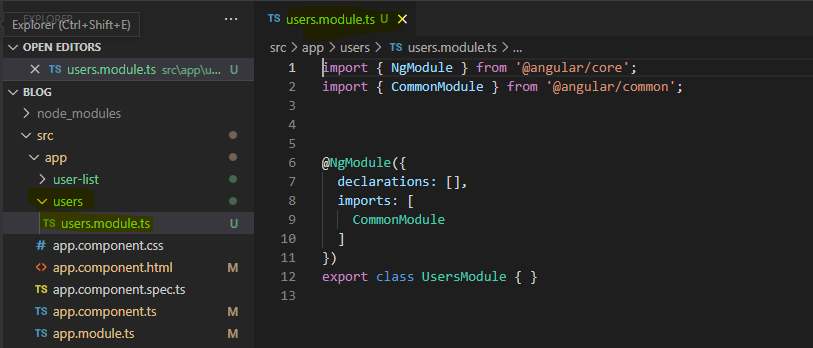 EXPLORER
...
Explorer (Ctrl+Shift+E)
OPEN EDITORS
TS users.module.ts src\app\u... U
BLOG
node_modules
src
app
user-list
users
TS users.module.ts U
# app.component.css
<> app.component.html M
TS app.component.spec.ts
TS app.component.ts M
TS app.module.ts M
TS users.module.ts U
src > app > users > TS users.module.ts > ...
1 import { NgModule } from '@angular/core';
2 import { CommonModule } from '@angular/common';
3
4
5
6 @NgModule({
7 declarations: [],
8 imports: [
9 CommonModule
10 ]
11 })
12 export class UsersModule { }
13